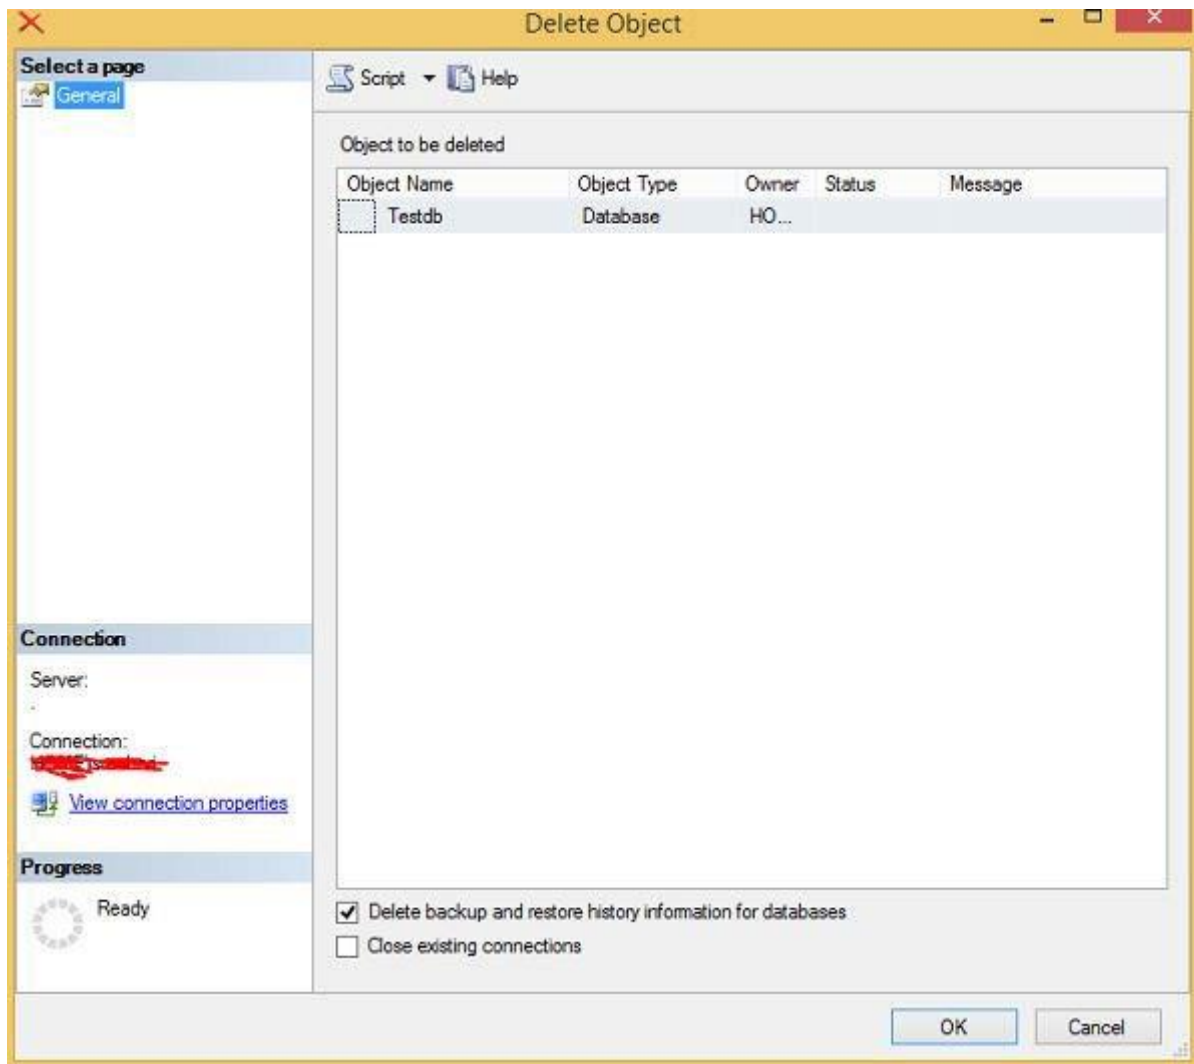 Delete Object
Select a page
General
Script Help
Object to be deleted
Object Name Object Type Owner Status Message
Testdb Database HO...
Connection
Server:
.
Connection:
View connection properties
Progress
Ready
Delete backup and restore history information for databases
Close existing connections
OK Cancel